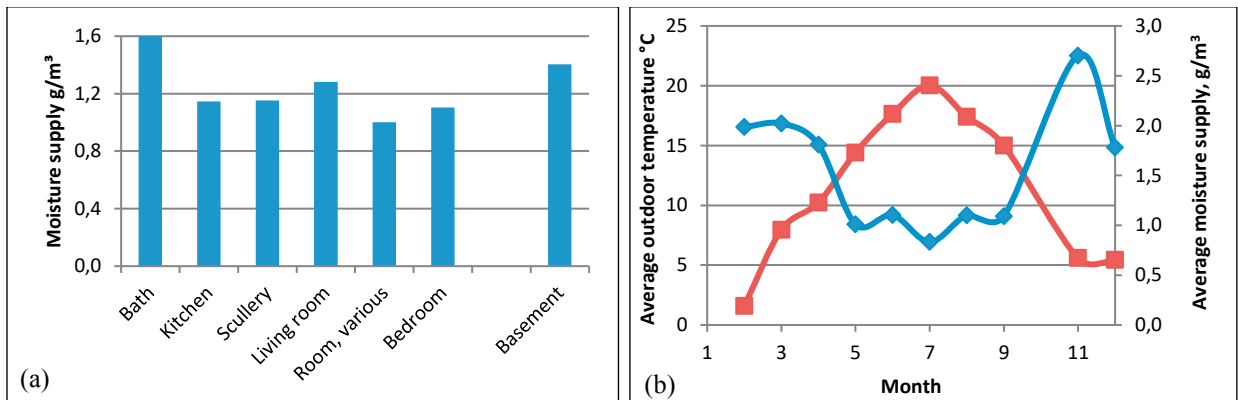 Moisture supply g/m³
1,6
1,2
0,8
0,4
0,0
Bath
Kitchen
Scullery
Living room
Room, various
Bedroom
Basement
(a)
Average outdoor temperature °C
25
20
15
10
5
0
1 3 5 7 9 11
Month
3,0
2,5
2,0
1,5
1,0
0,5
0,0
Average moisture supply, g/m³
(b)